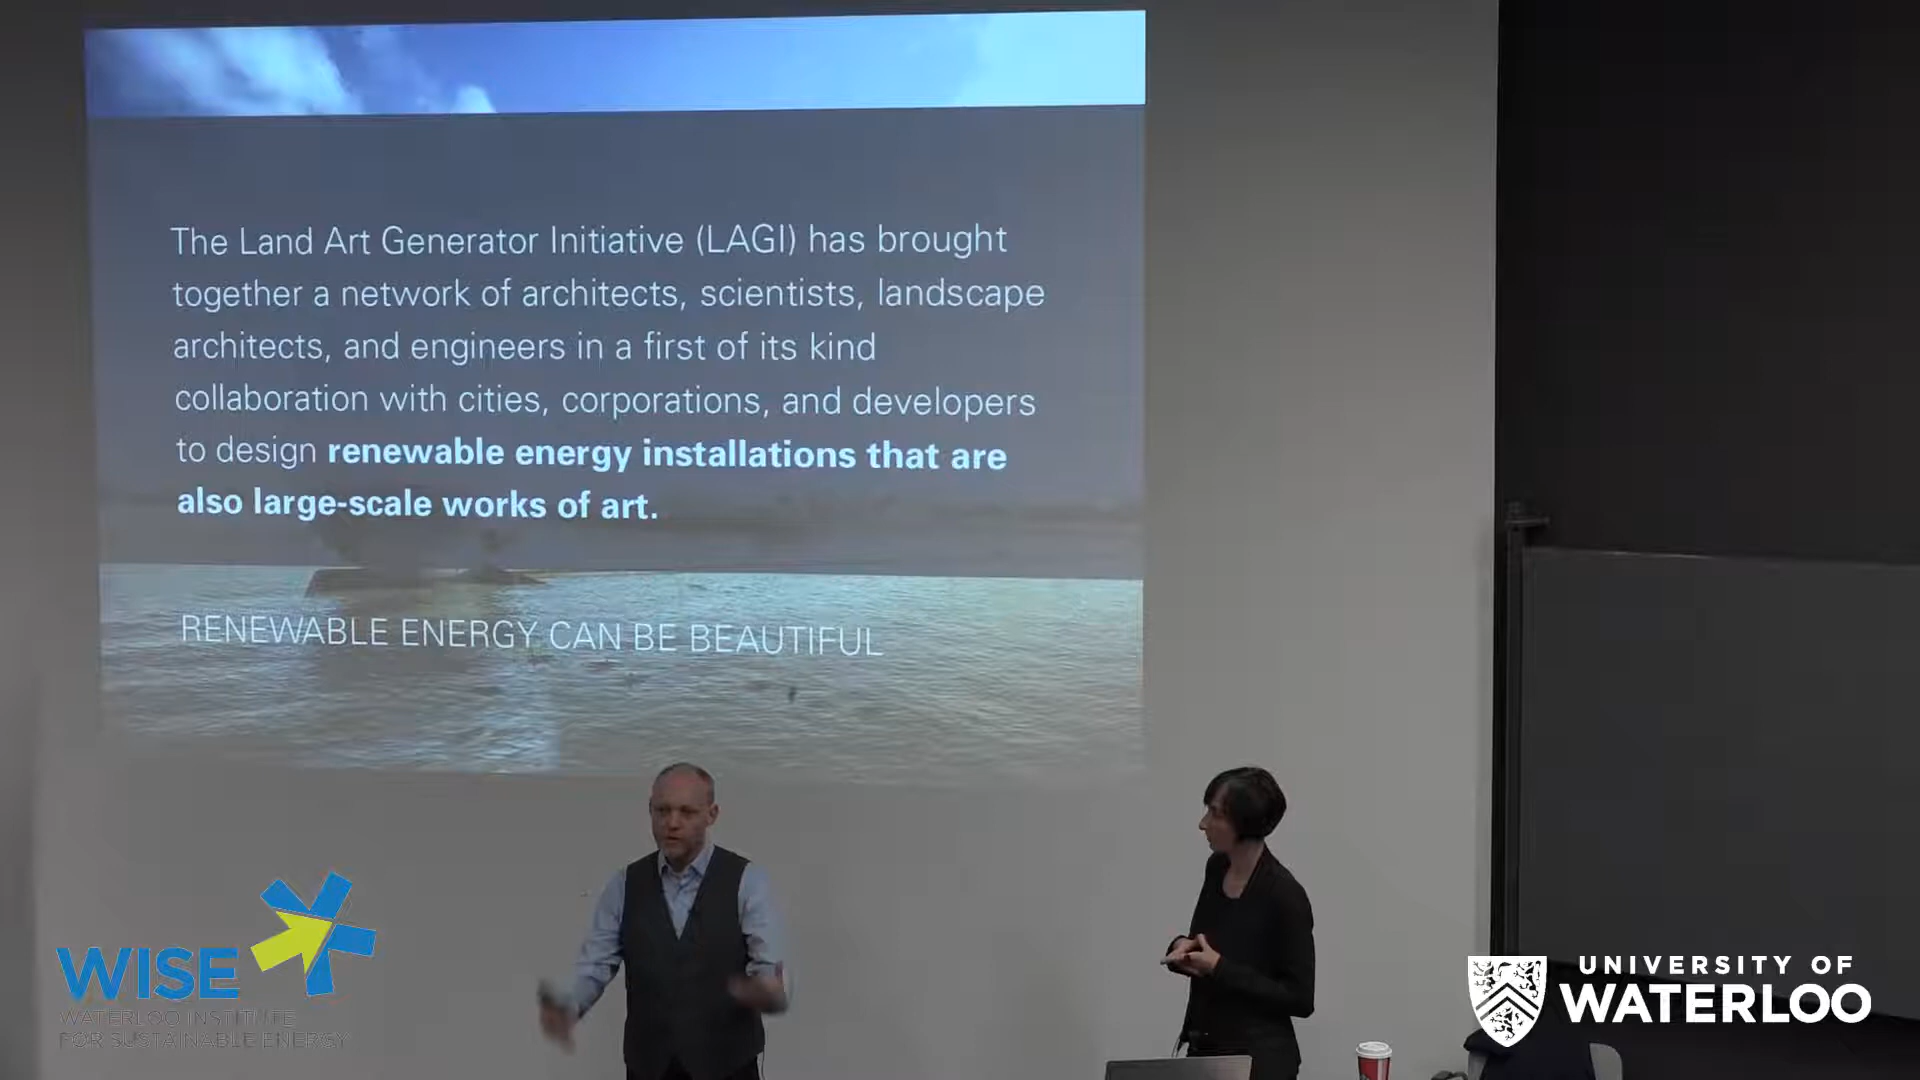 The Land Art Generator Initiative (LAGI) has brought
together a network of architects, scientists, landscape
architects, and engineers in a first of its kind
collaboration with cities, corporations, and developers
to design renewable energy installations that are
also large-scale works of art.
RENEWABLE ENERGY CAN BE BEAUTIFUL
WISE
WATERLOO INSTITUTE
FOR SUSTAINABLE ENERGY
UNIVERSITY OF
WATERLOO